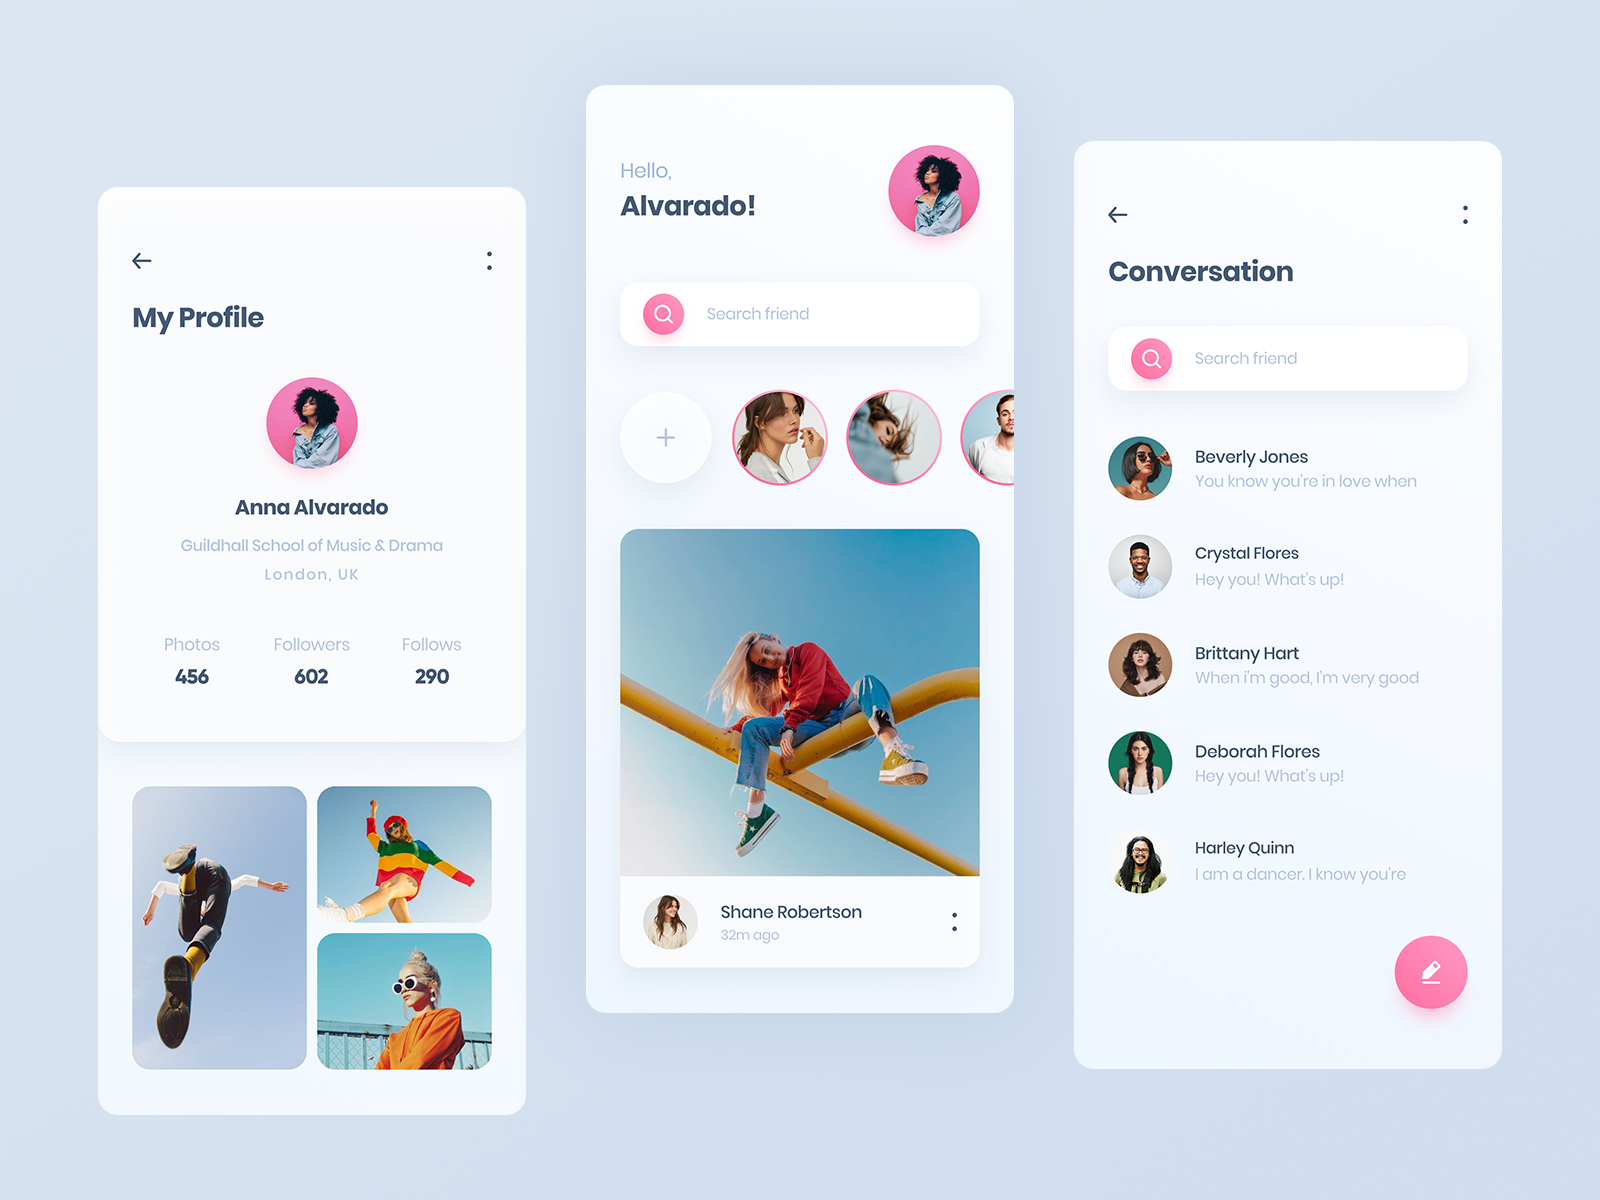 My Profile
Anna Alvarado
Guildhall School of Music & Drama
London, UK
Photos
Followers
Follows
456
602
290
Hello,
Alvarado!
Search friend
Shane Robertson
32m ago
Conversation
Search friend
Beverly Jones
You know you're in love when
Crystal Flores
Hey you! What's up!
Brittany Hart
When i'm good, I'm very good
Deborah Flores
Hey you! What's up!
Harley Quinn
I am a dancer. I know you're